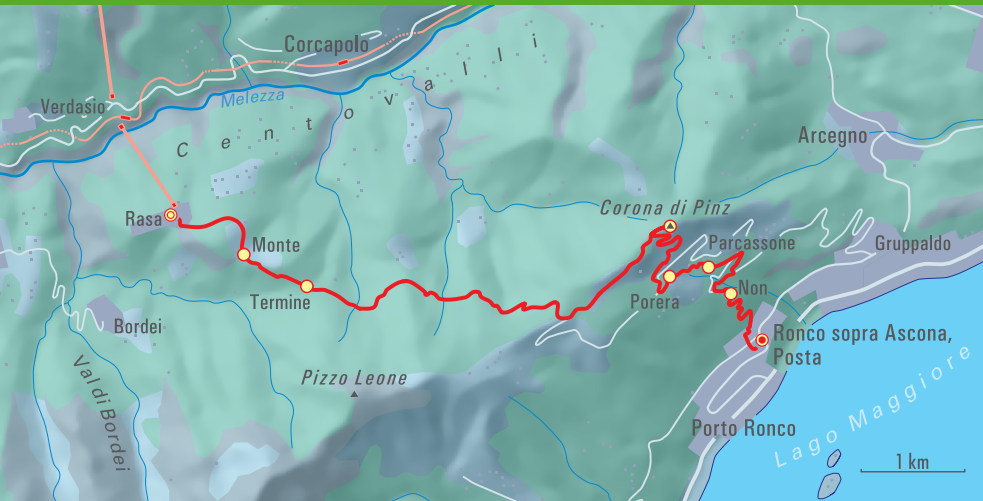 Corcapolo
Centovalli
Verdasio
Melezza
Arcegno
Rasa
Corona di Pinz
Monte
Parcassone
Gruppaldo
Termine
Porera
Non
Bordei
Ronco sopra Ascona,
Posta
Pizzo Leone
Val di Bordei
Porto Ronco
Lago Maggiore
1 km